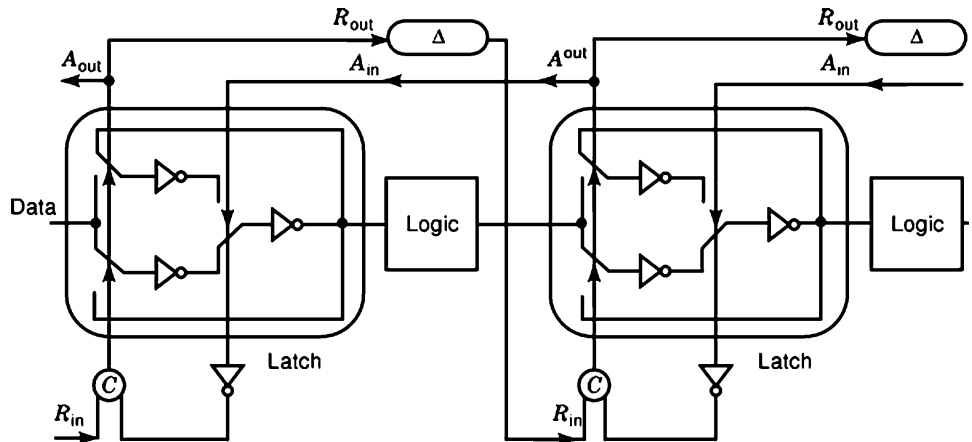 R_out Δ R_out Δ
A_out A_in A^out A_in
Data Logic Logic
Latch Latch
C C
R_in R_in